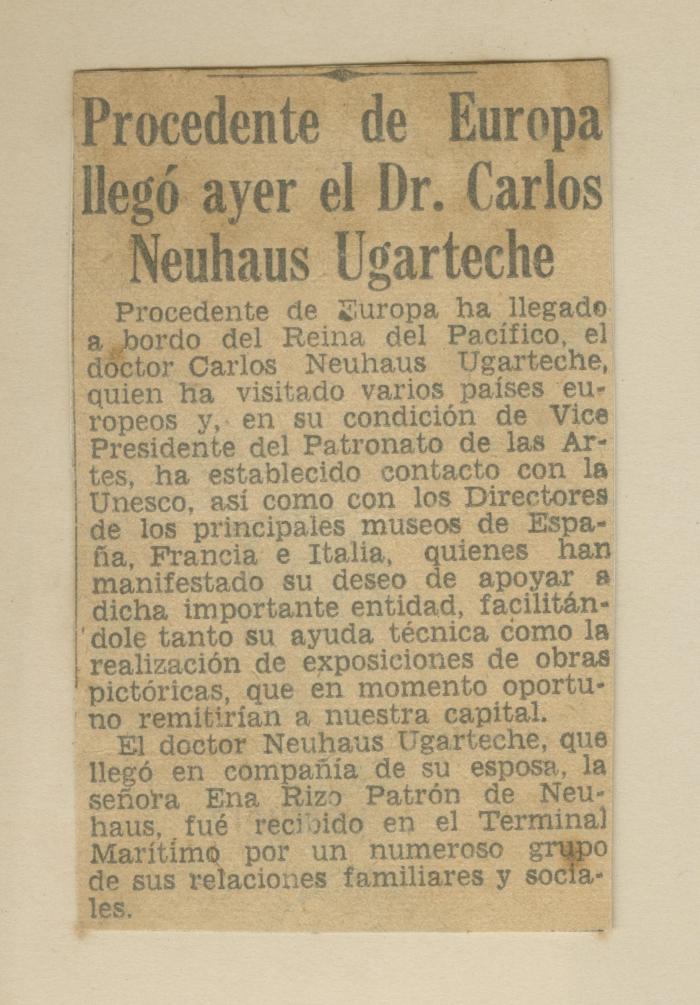 Procedente de Europa
llegó ayer el Dr. Carlos
Neuhaus Ugarteche
Procedente de Europa ha llegado
a bordo del Reina del Pacífico, el
doctor Carlos Neuhaus Ugarteche,
quien ha visitado varios países eu-
ropeos y, en su condición de Vice
Presidente del Patronato de las Ar-
tes, ha establecido contacto con la
Unesco, así como con los Directores
de los principales museos de Espa-
ña, Francia e Italia, quienes han
manifestado su deseo de apoyar a
dicha importante entidad, facilitán-
dole tanto su ayuda técnica como la
realización de exposiciones de obras
pictóricas, que en momento oportu-
no remitirían a nuestra capital.
El doctor Neuhaus Ugarteche, que
llegó en compañía de su esposa, la
señora Ena Rizo Patrón de Neu-
haus, fué recibido en el Terminal
Marítimo por un numeroso grupo
de sus relaciones familiares y socia-
les.